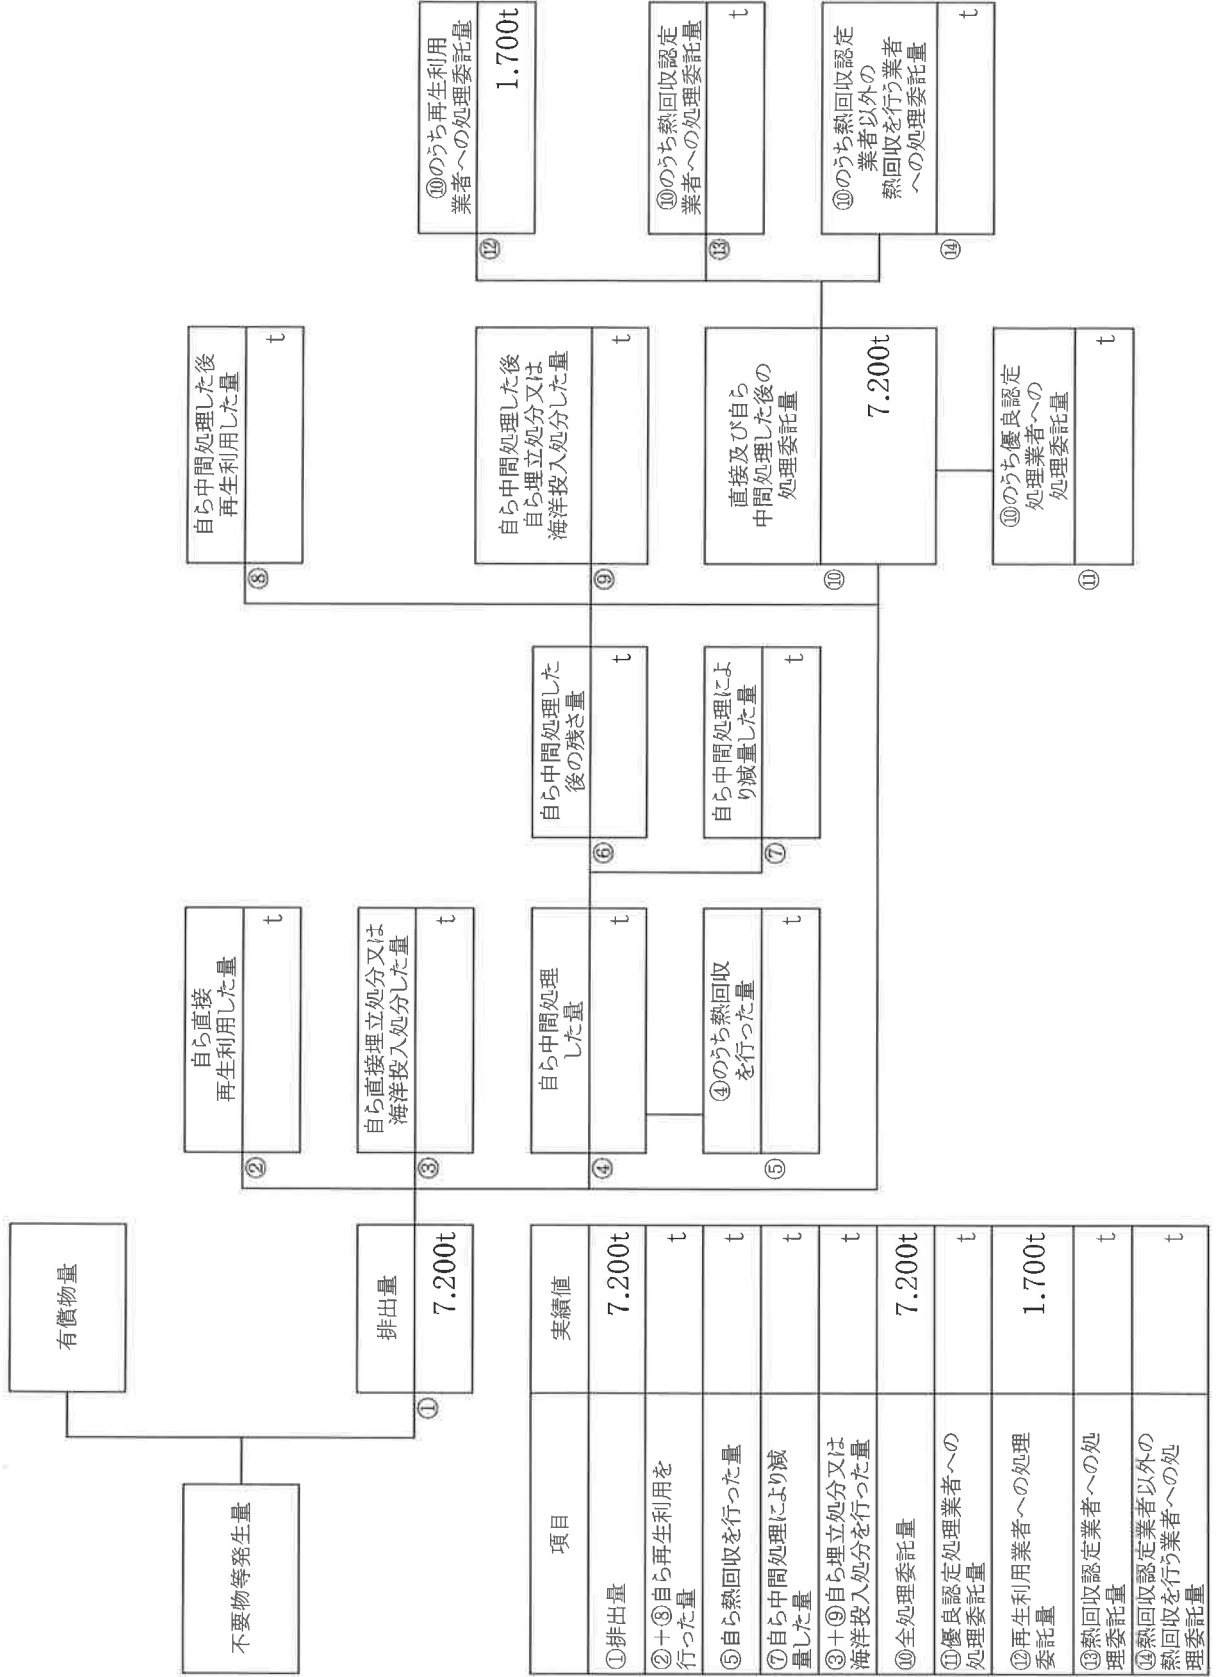 不要物等発生量
有償物量
排出量
①
7.200t
自ら直接
再生利用した量
②
t
自ら直接埋立処分又は
海洋投入処分した量
③
t
自ら中間処理
した量
④
t
④のうち熱回収
を行った量
⑤
t
自ら中間処理した
後の残さ量
⑥
t
自ら中間処理によ
り減量した量
⑦
t
自ら中間処理した後
再生利用した量
⑧
t
自ら中間処理した後
自ら埋立処分又は
海洋投入処分した量
⑨
t
直接及び自ら
中間処理した後の
処理委託量
⑩
7.200t
⑩のうち優良認定
処理業者への
処理委託量
⑪
t
⑩のうち再生利用
業者への処理委託量
⑫
1.700t
⑩のうち熱回収認定
業者への処理委託量
⑬
t
⑩のうち熱回収認定
業者以外の
熱回収を行う業者
への処理委託量
⑭
t
項目 実績値
①排出量 7.200t
②+⑧自ら再生利用を
行った量 t
⑤自ら熱回収を行った量 t
⑦自ら中間処理により減
量した量 t
③+⑨自ら埋立処分又は
海洋投入処分を行った量 t
⑩全処理委託量 7.200t
⑪優良認定処理業者への
処理委託量 t
⑫再生利用業者への処理
委託量 1.700t
⑬熱回収認定業者への処
理委託量 t
⑭熱回収認定業者以外の
熱回収を行う業者への処
理委託量 t